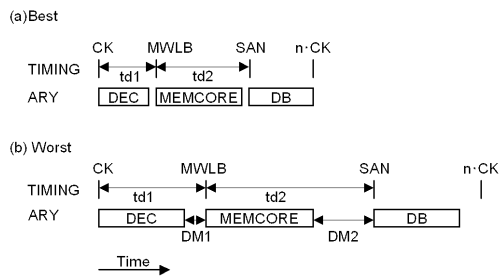 (a)Best
CK MWLB SAN n·CK
TIMING td1 td2
ARY DEC MEMCORE DB
(b) Worst
CK MWLB SAN n·CK
TIMING td1 td2
ARY DEC MEMCORE DB
DM1 DM2
Time